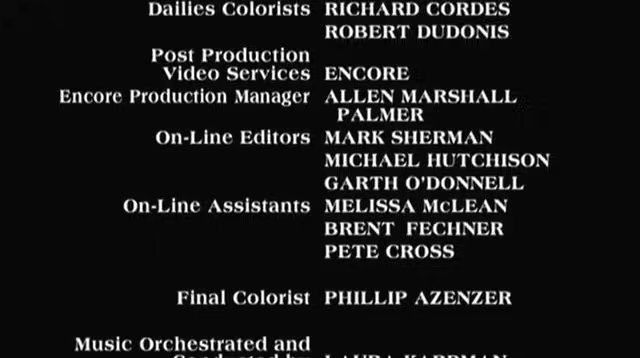 Dailies Colorists RICHARD CORDES
ROBERT DUDONIS
Post Production
Video Services ENCORE
Encore Production Manager ALLEN MARSHALL
PALMER
On-Line Editors MARK SHERMAN
MICHAEL HUTCHISON
GARTH O'DONNELL
On-Line Assistants MELISSA McLEAN
BRENT FECHNER
PETE CROSS
Final Colorist PHILLIP AZENZER
Music Orchestrated and